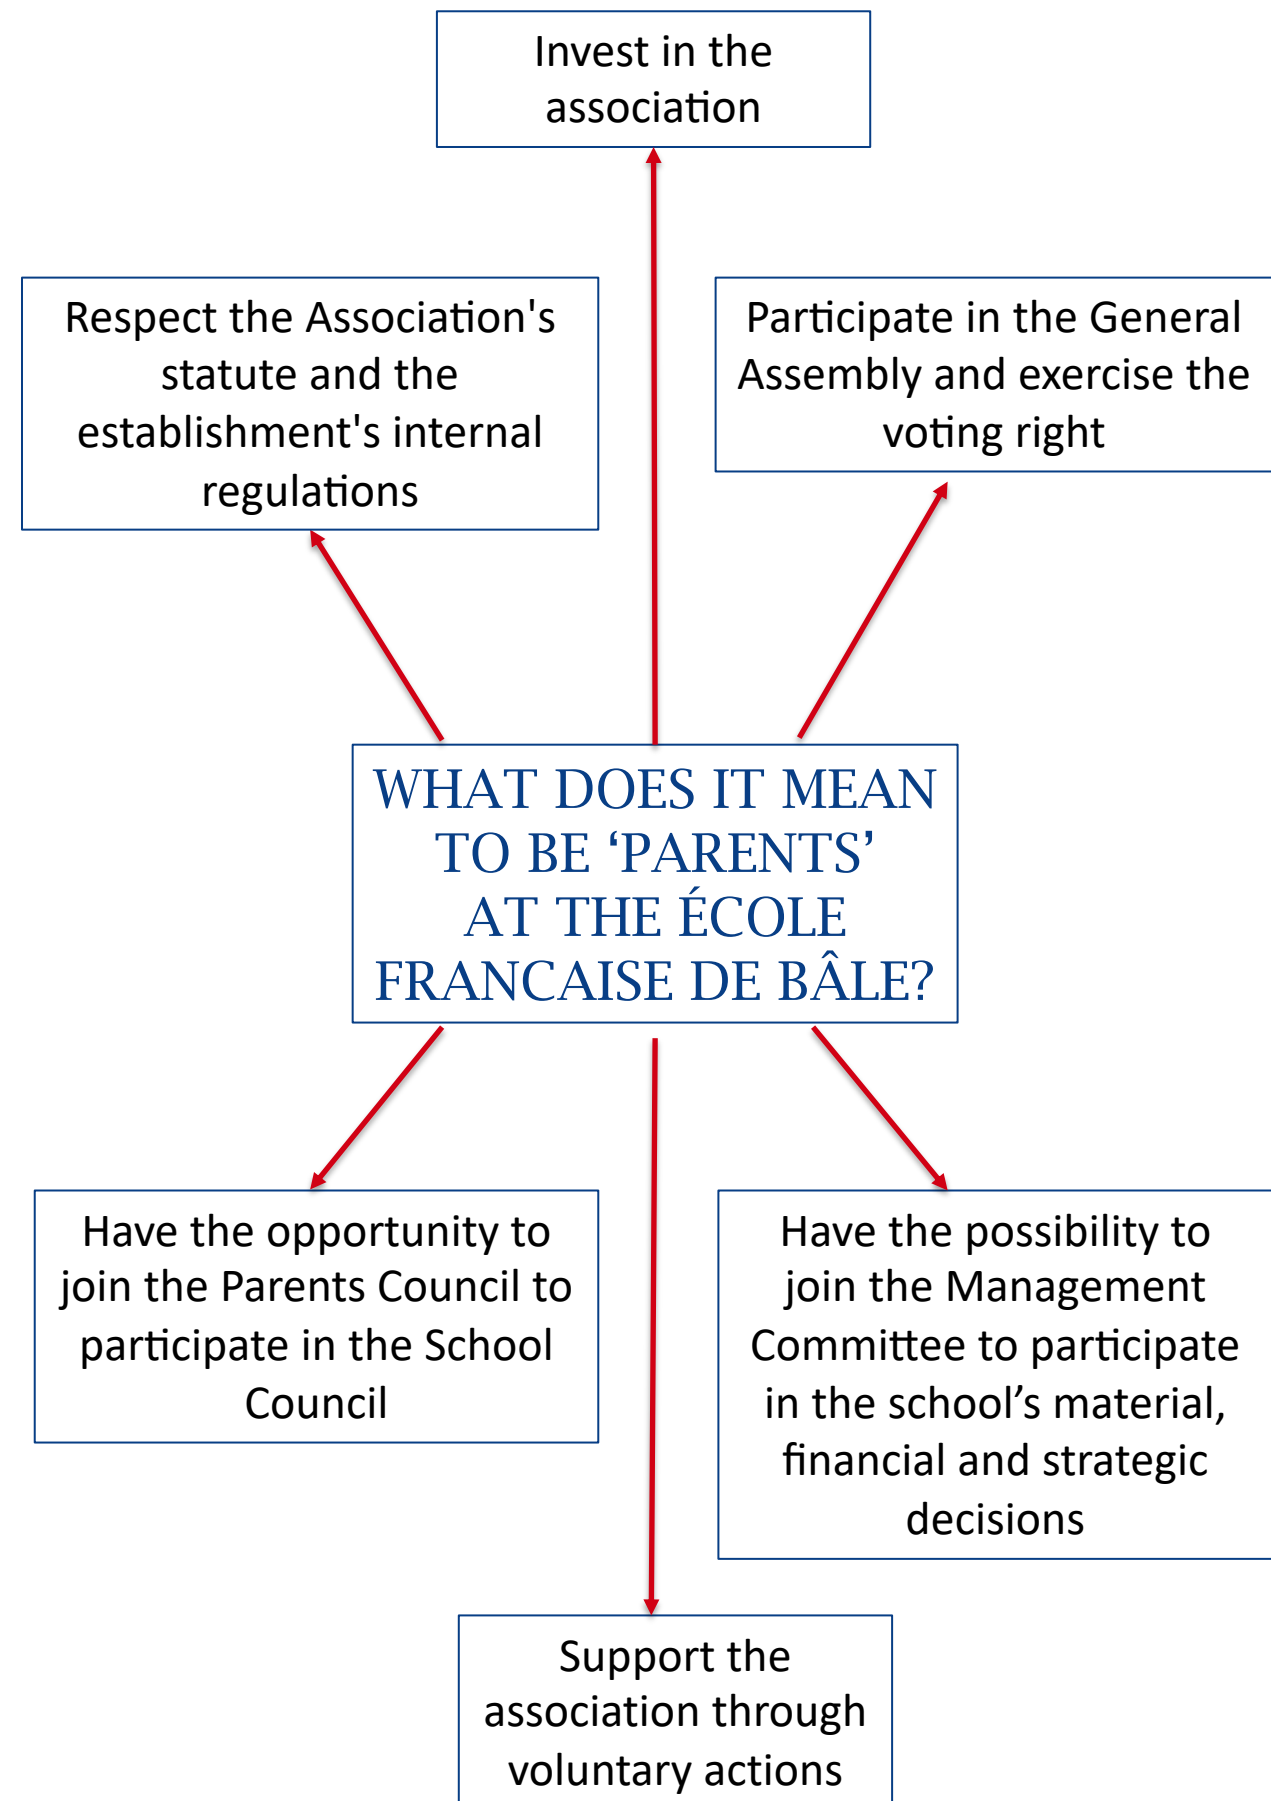 Invest in the
association
Respect the Association's
statute and the
establishment's internal
regulations
Participate in the General
Assembly and exercise the
voting right
WHAT DOES IT MEAN
TO BE ‘PARENTS’
AT THE ÉCOLE
FRANCAISE DE BÂLE?
Have the opportunity to
join the Parents Council to
participate in the School
Council
Have the possibility to
join the Management
Committee to participate
in the school’s material,
financial and strategic
decisions
Support the
association through
voluntary actions